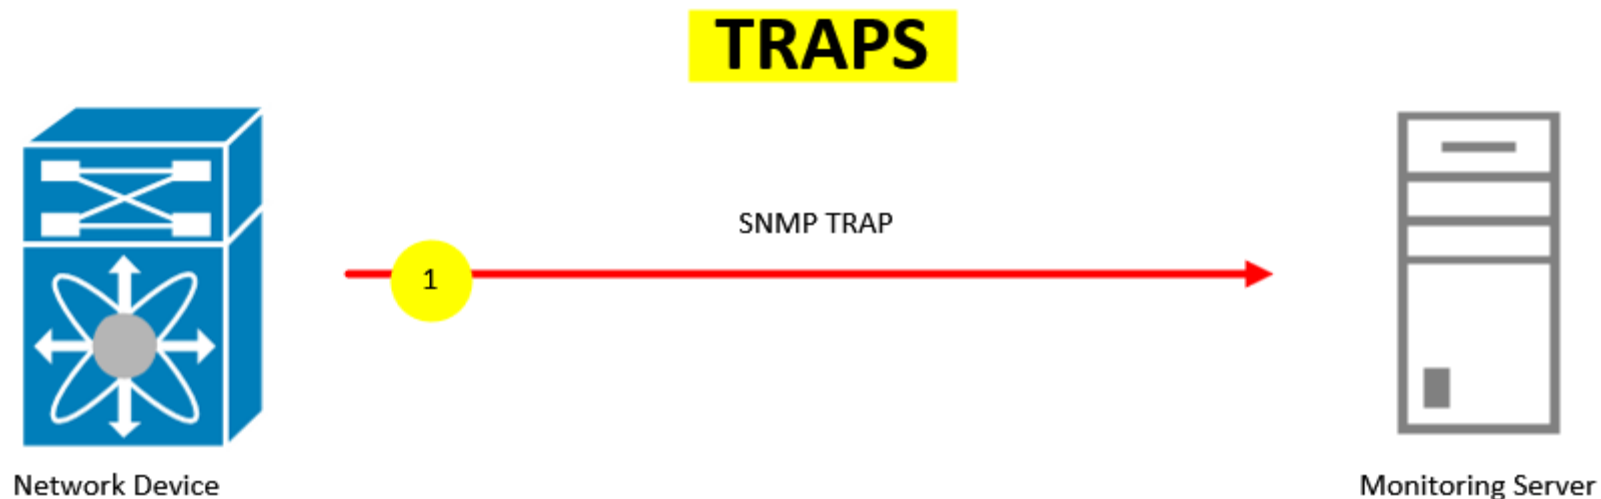 TRAPS
SNMP TRAP
1
Network Device
Monitoring Server